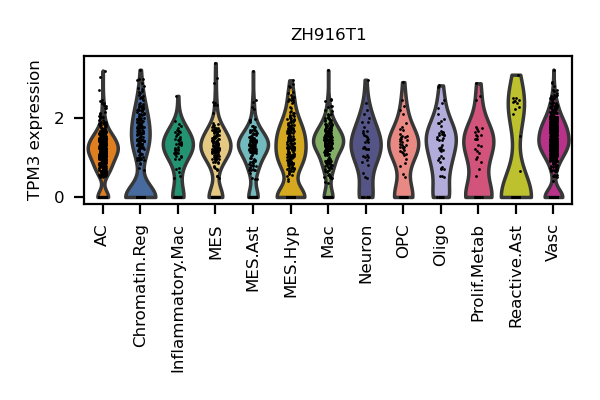 ZH916T1
TPM3 expression
2
0
AC
Chromatin.Reg
Inflammatory.Mac
MES
MES.Ast
MES.Hyp
Mac
Neuron
OPC
Oligo
Prolif.Metab
Reactive.Ast
Vasc